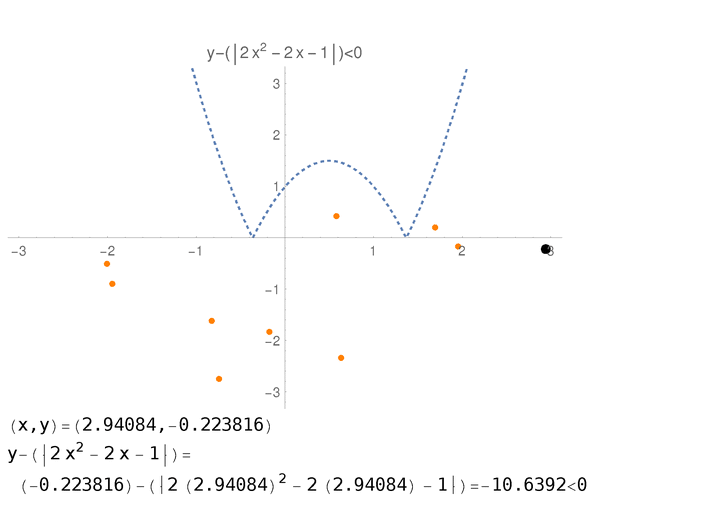 y−(|2x² − 2x − 1|)<0
3
2
1
−3 −2 −1 1 2 3
−1
−2
−3
(x,y)=(2.94084,−0.223816)
y−(|2x² − 2x − 1|)=
(−0.223816)−(|2 (2.94084)² − 2 (2.94084) − 1|)=−10.6392<0